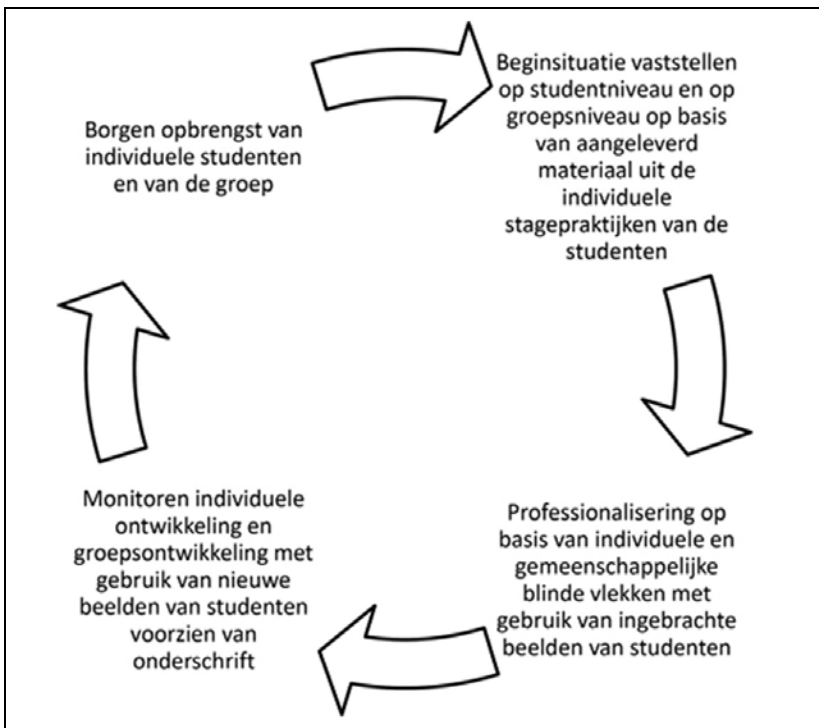 Borgen opbrengst van
individuele studenten
en van de groep
Beginsituatie vaststellen
op studentniveau en op
groepsniveau op basis
van aangeleverd
materiaal uit de
individuele
stagepraktijken van de
studenten
Professionalisering op
basis van individuele en
gemeenschappelijke
blinde vlekken met
gebruik van ingebrachte
beelden van studenten
Monitoren individuele
ontwikkeling en
groepsontwikkeling met
gebruik van nieuwe
beelden van studenten
voorzien van
onderschrift